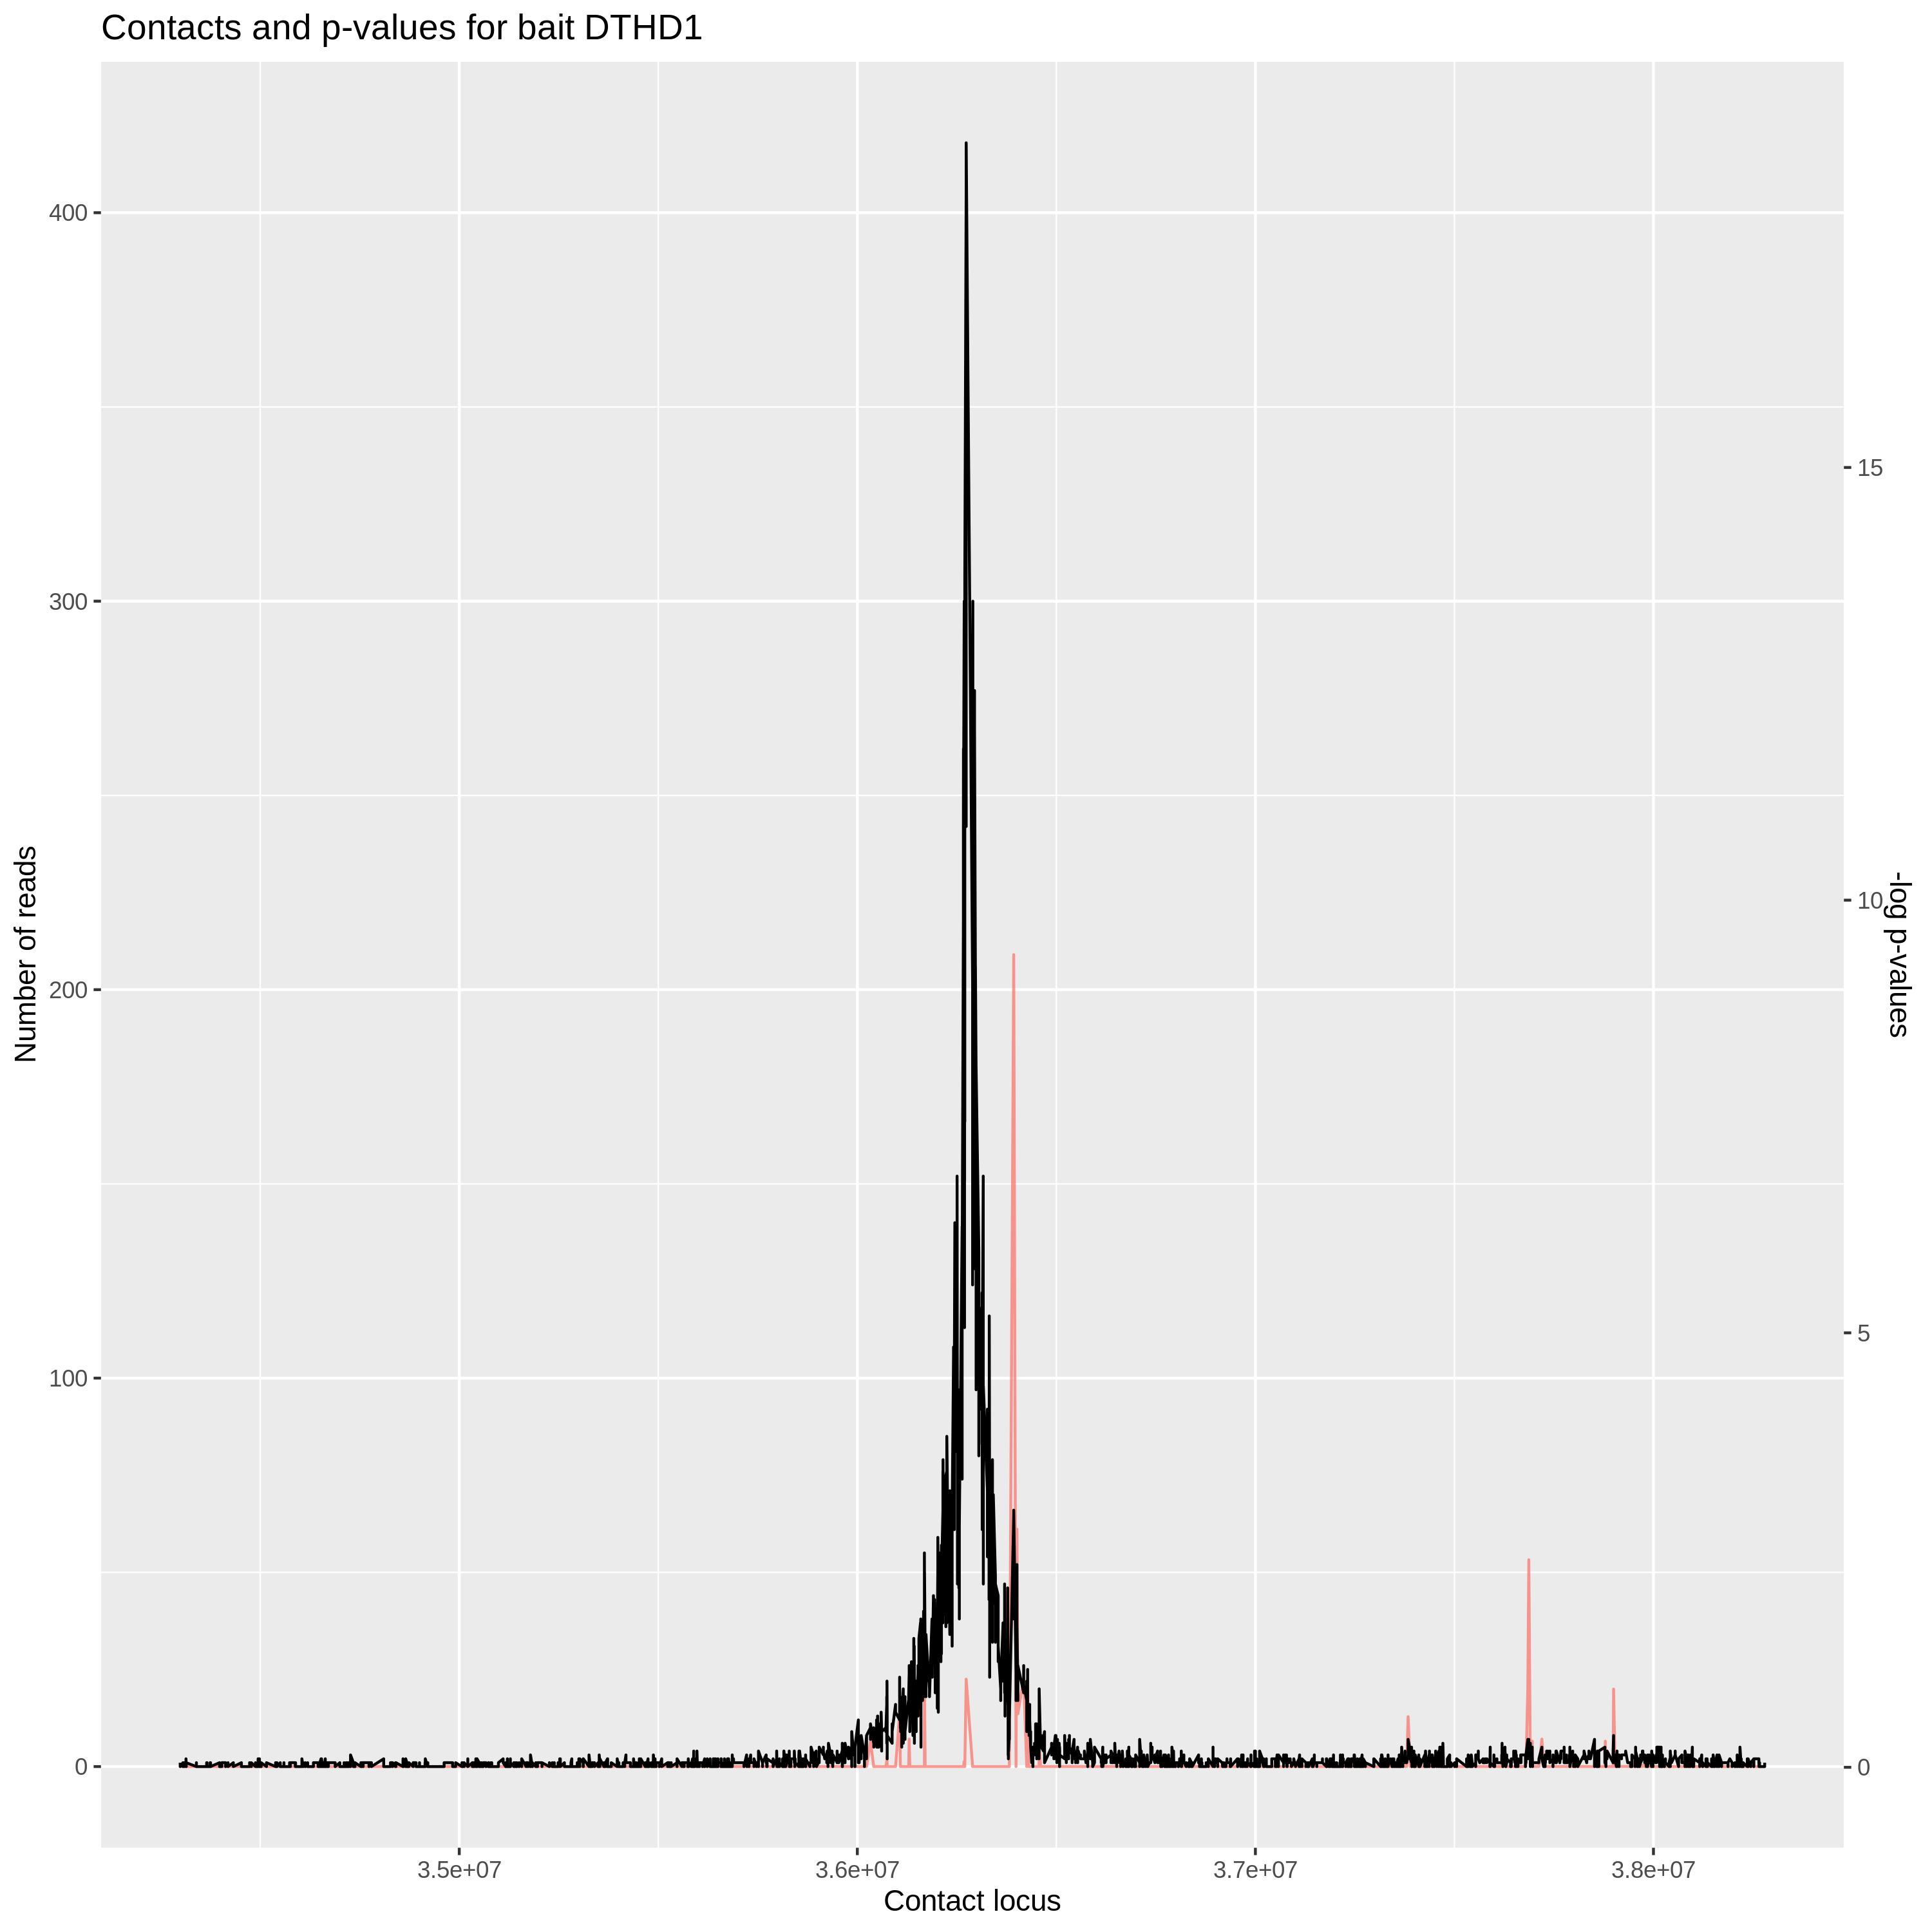 Contacts and p-values for bait DTHD1
Number of reads
400
300
200
100
0
15
10
5
0
-log p-values
3.5e+07
3.6e+07
3.7e+07
3.8e+07
Contact locus